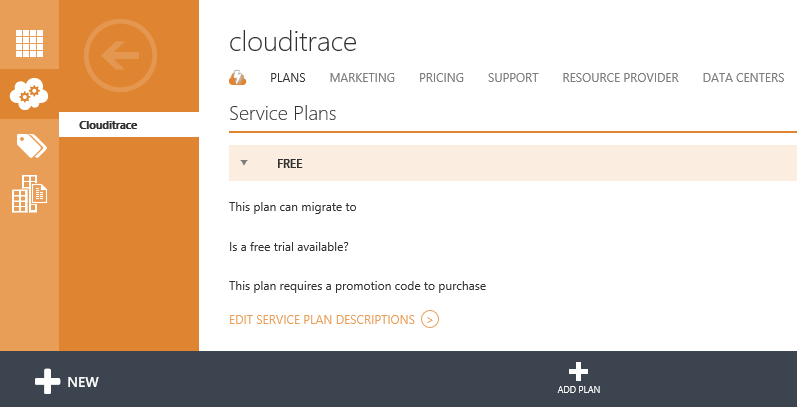 clouditrace
PLANS MARKETING PRICING SUPPORT RESOURCE PROVIDER DATA CENTERS
Clouditrace
Service Plans
FREE
This plan can migrate to
Is a free trial available?
This plan requires a promotion code to purchase
EDIT SERVICE PLAN DESCRIPTIONS
NEW
ADD PLAN